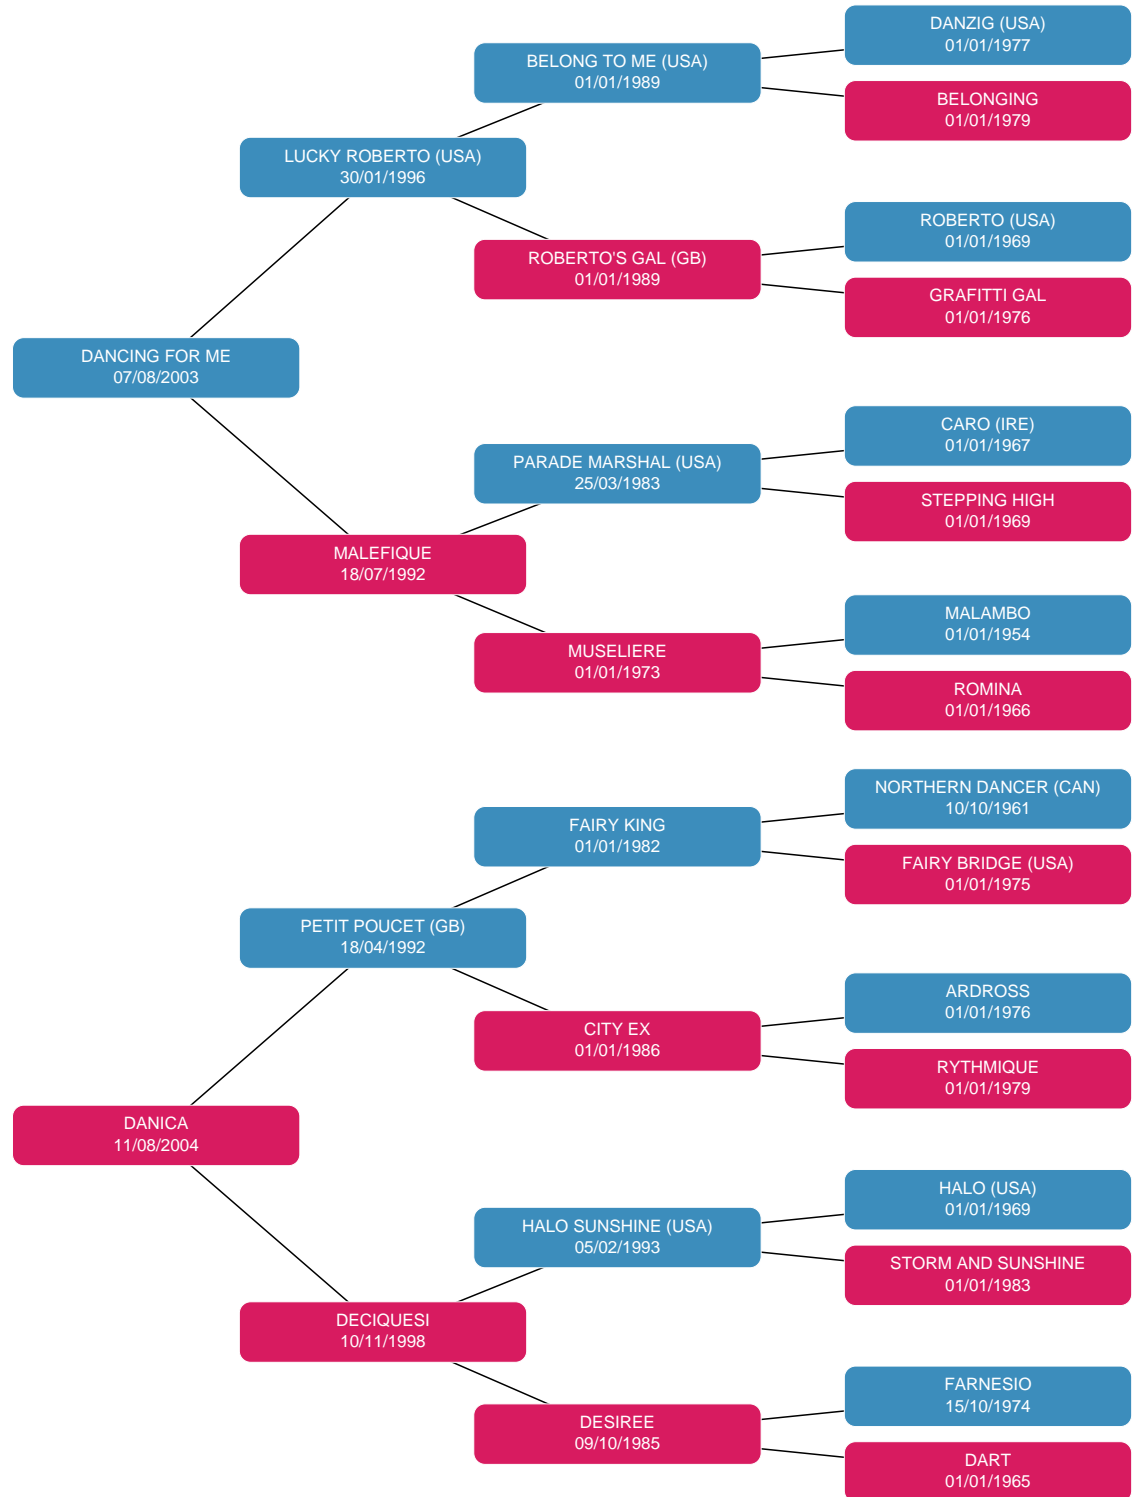 DANZIG (USA)
01/01/1977
BELONG TO ME (USA)
01/01/1989
BELONGING
01/01/1979
LUCKY ROBERTO (USA)
30/01/1996
ROBERTO (USA)
01/01/1969
ROBERTO'S GAL (GB)
01/01/1989
GRAFITTI GAL
01/01/1976
DANCING FOR ME
07/08/2003
CARO (IRE)
01/01/1967
PARADE MARSHAL (USA)
25/03/1983
STEPPING HIGH
01/01/1969
MALEFIQUE
18/07/1992
MALAMBO
01/01/1954
MUSELIERE
01/01/1973
ROMINA
01/01/1966
NORTHERN DANCER (CAN)
10/10/1961
FAIRY KING
01/01/1982
FAIRY BRIDGE (USA)
01/01/1975
PETIT POUCET (GB)
18/04/1992
ARDROSS
01/01/1976
CITY EX
01/01/1986
RYTHMIQUE
01/01/1979
DANICA
11/08/2004
HALO (USA)
01/01/1969
HALO SUNSHINE (USA)
05/02/1993
STORM AND SUNSHINE
01/01/1983
DECIQUESI
10/11/1998
FARNESIO
15/10/1974
DESIREE
09/10/1985
DART
01/01/1965